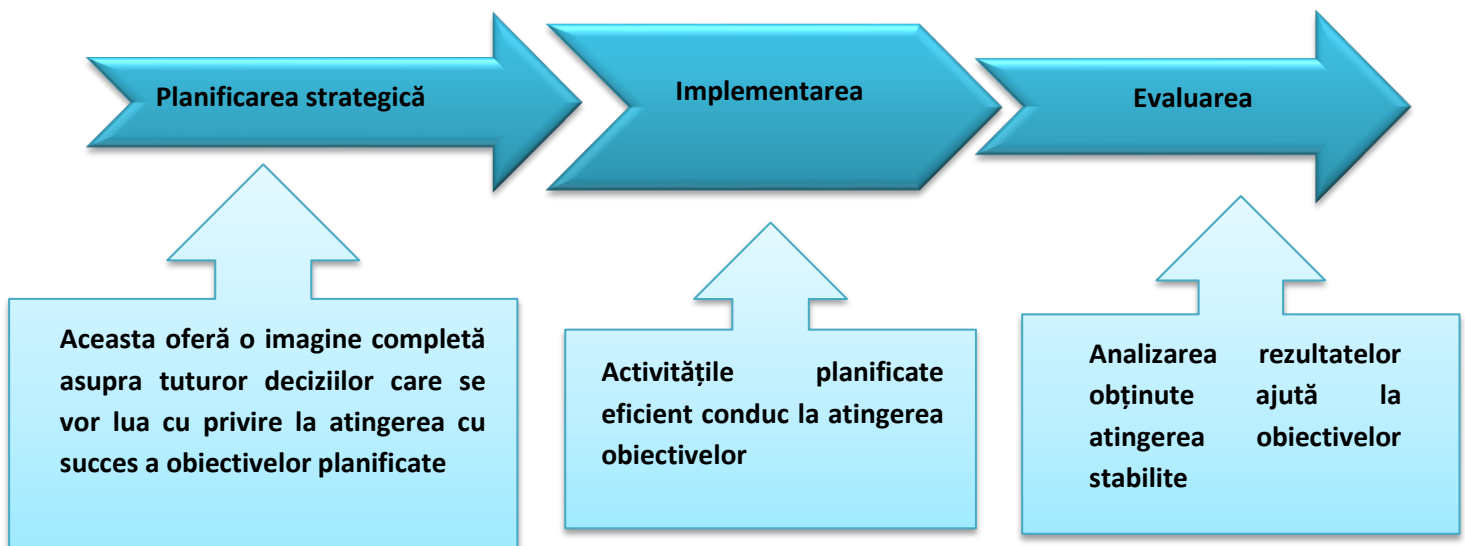 Planificarea strategică
Implementarea
Evaluarea
Aceasta oferă o imagine completă
asupra tuturor deciziilor care se
vor lua cu privire la atingerea cu
succes a obiectivelor planificate
Activitățile planificate
eficient conduc la atingerea
obiectivelor
Analizarea rezultatelor
obținute ajută la
atingerea obiectivelor
stabilite